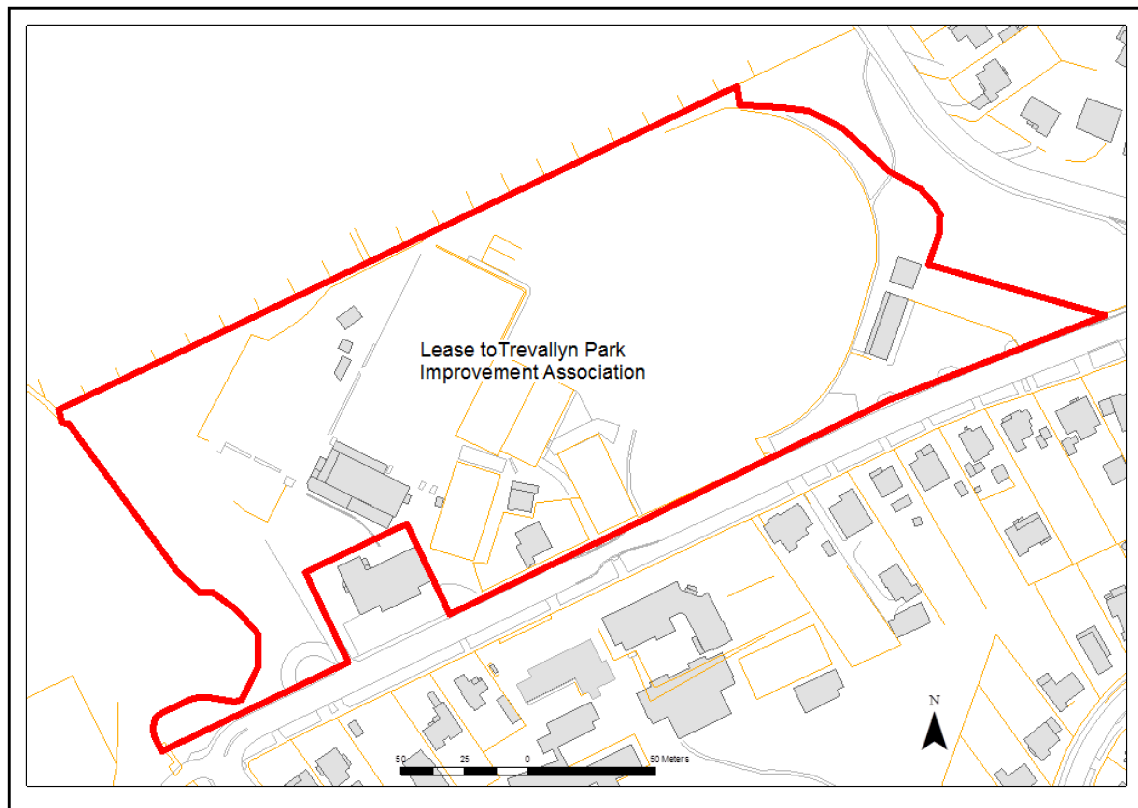 Lease toTrevallyn Park
Improvement Association
N
50 25 0 50 Meters